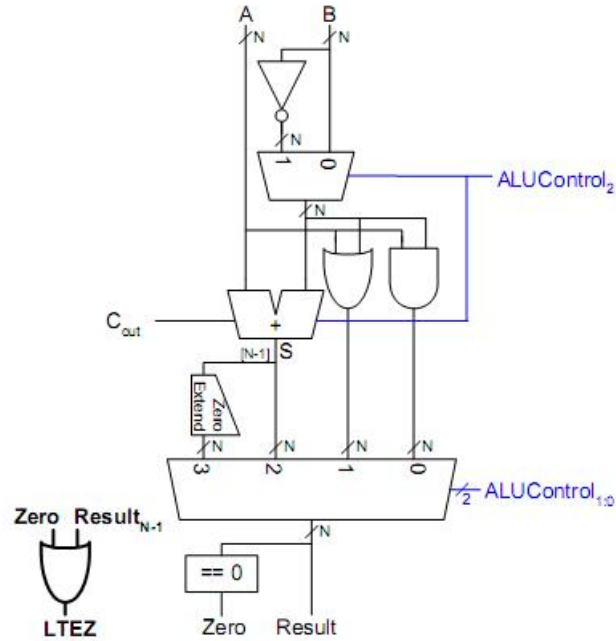 A B
N N
N
1 0
ALUControl2
N
Cout
+
[N-1] S
Zero Extend
N N N N
3 2 1 0
2 ALUControl1:0
Zero ResultN-1
N
== 0
LTEZ
Zero Result